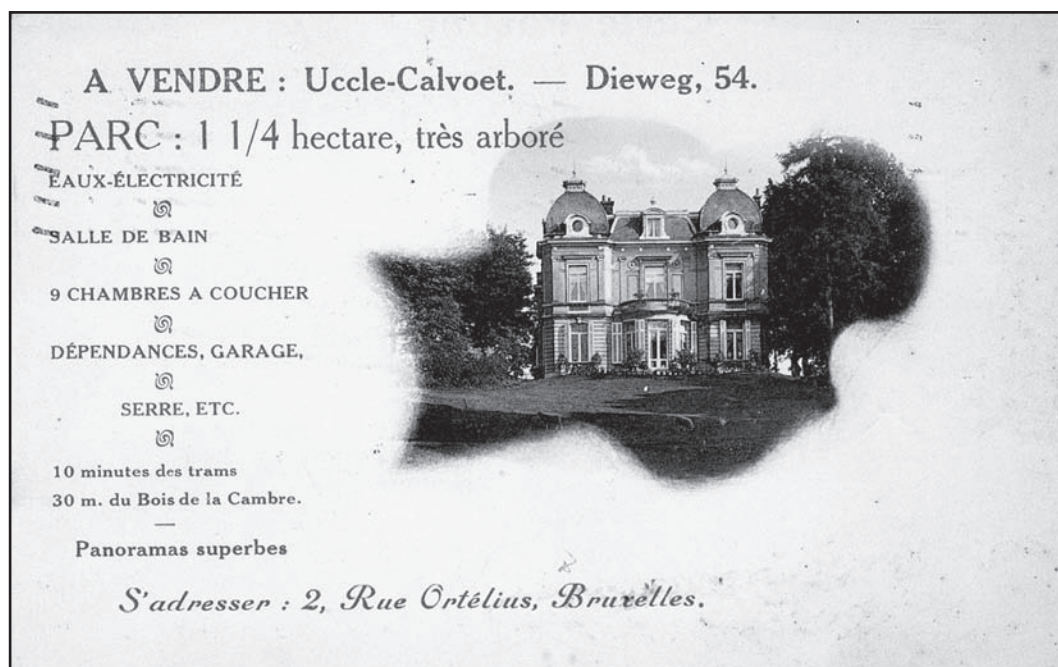 A VENDRE : Uccle-Calvoet. — Dieweg, 54.
PARC : 1 1/4 hectare, très arboré
EAUX-ÉLECTRICITÉ
SALLE DE BAIN
9 CHAMBRES A COUCHER
DÉPENDANCES, GARAGE,
SERRE, ETC.
10 minutes des trams
30 m. du Bois de la Cambre.
—
Panoramas superbes
S'adresser : 2, Rue Ortélius, Bruxelles.